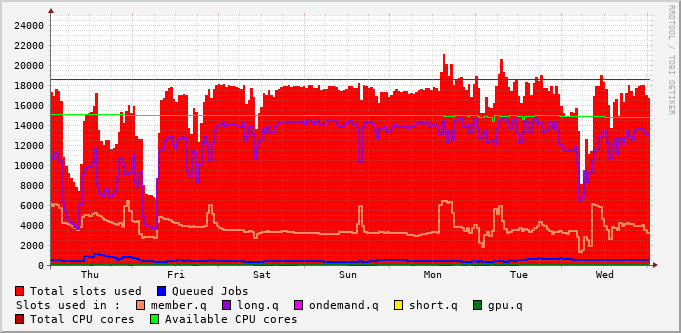 24000
22000
20000
18000
16000
14000
12000
10000
8000
6000
4000
2000
0
Thu Fri Sat Sun Mon Tue Wed
RRDTOOL / TOBI OETIKER
Total slots used Queued Jobs
Slots used in : member.q long.q ondemand.q short.q gpu.q
Total CPU cores Available CPU cores